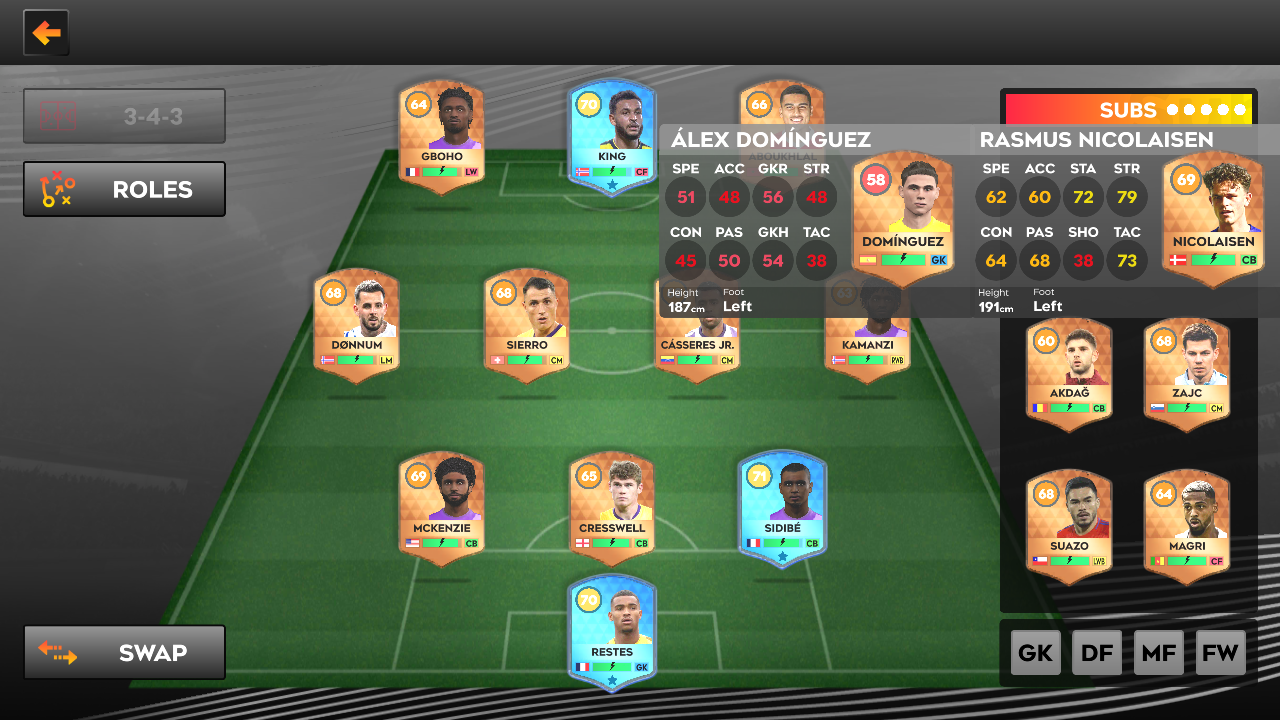 3-4-3
ROLES
SWAP
64
GBOHO
LW
70
KING
CF
66
ABOUKHLAL
68
DØNNUM
LM
68
SIERRO
CM
CÁSSERES JR.
CM
63
KAMANZI
RWB
69
MCKENZIE
CB
65
CRESSWELL
CB
71
SIDIBÉ
CB
70
RESTES
GK
SUBS
ÁLEX DOMÍNGUEZ
SPE ACC GKR STR
51 48 56 48
CON PAS GKH TAC
45 50 54 38
Height Foot
187cm Left
58
DOMÍNGUEZ
GK
RASMUS NICOLAISEN
SPE ACC STA STR
62 60 72 79
CON PAS SHO TAC
64 68 38 73
Height Foot
191cm Left
69
NICOLAISEN
CB
60
AKDAĞ
CB
68
ZAJC
CM
68
SUAZO
LWB
64
MAGRI
CF
GK DF MF FW